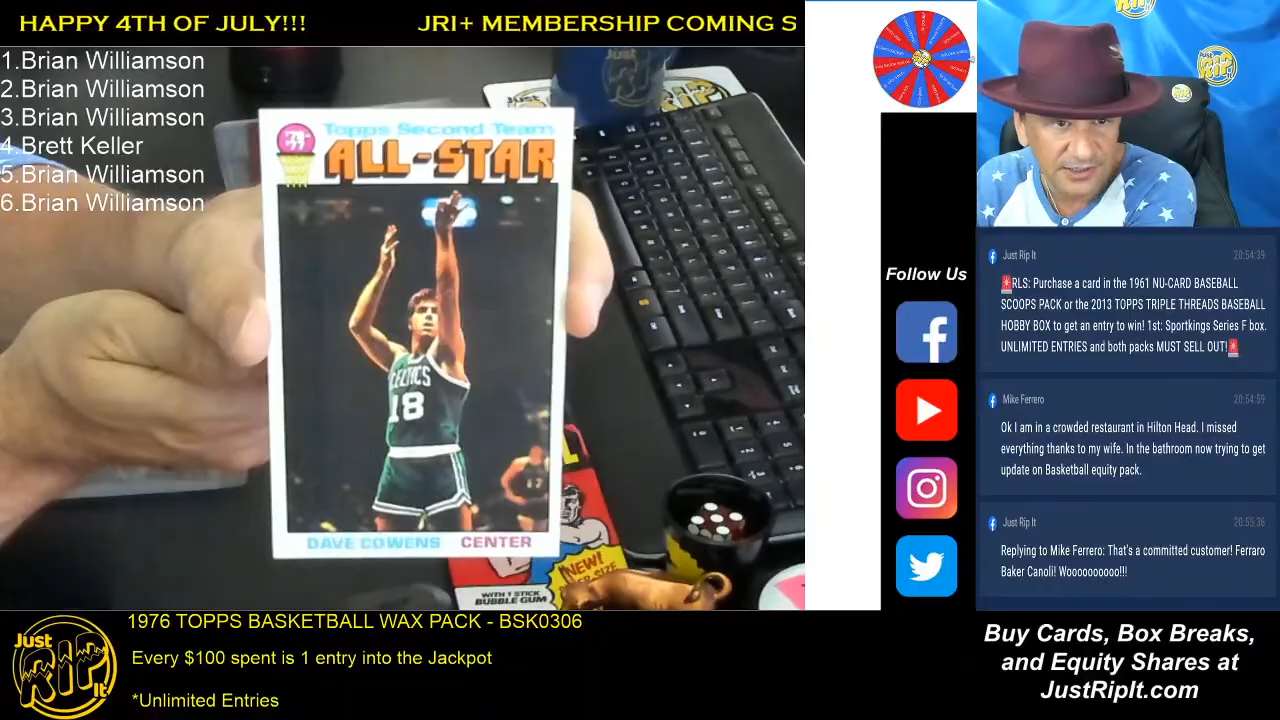 HAPPY 4TH OF JULY!!! JRI+ MEMBERSHIP COMING S
1.Brian Williamson
2.Brian Williamson
3.Brian Williamson
4.Brett Keller
5.Brian Williamson
6.Brian Williamson
Topps Second Team
ALL-STAR
CELTICS
18
12
DAVE COWENS CENTER
NEW!
WITH 1 STICK
BUBBLE GUM
Just
RIP
It
1976 TOPPS BASKETBALL WAX PACK - BSK0306
Every $100 spent is 1 entry into the Jackpot
*Unlimited Entries
Follow Us
Just Rip It 20:54:39
RLS: Purchase a card in the 1961 NU-CARD BASEBALL
SCOOPS PACK or the 2013 TOPPS TRIPLE THREADS BASEBALL
HOBBY BOX to get an entry to win! 1st: Sportkings Series F box.
UNLIMITED ENTRIES and both packs MUST SELL OUT!
Mike Ferrero 20:54:59
Ok I am in a crowded restaurant in Hilton Head. I missed
everything thanks to my wife. In the bathroom now trying to get
update on Basketball equity pack.
Just Rip It 20:55:36
Replying to Mike Ferrero: That's a committed customer! Ferraro
Baker Canoli! Woooooooooo!!!
Buy Cards, Box Breaks,
and Equity Shares at
JustRipIt.com